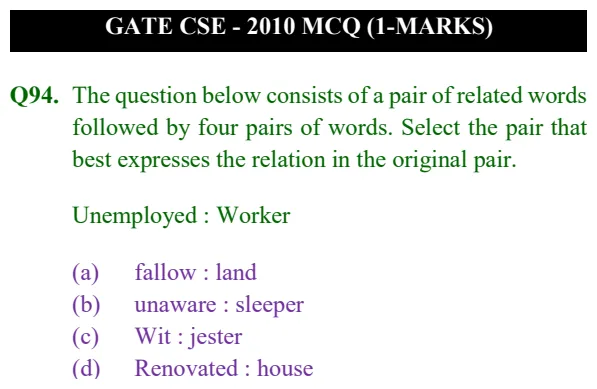 GATE CSE - 2010 MCQ (1-MARKS)
Q94. The question below consists of a pair of related words
followed by four pairs of words. Select the pair that
best expresses the relation in the original pair.
Unemployed : Worker
(a) fallow : land
(b) unaware : sleeper
(c) Wit : jester
(d) Renovated : house